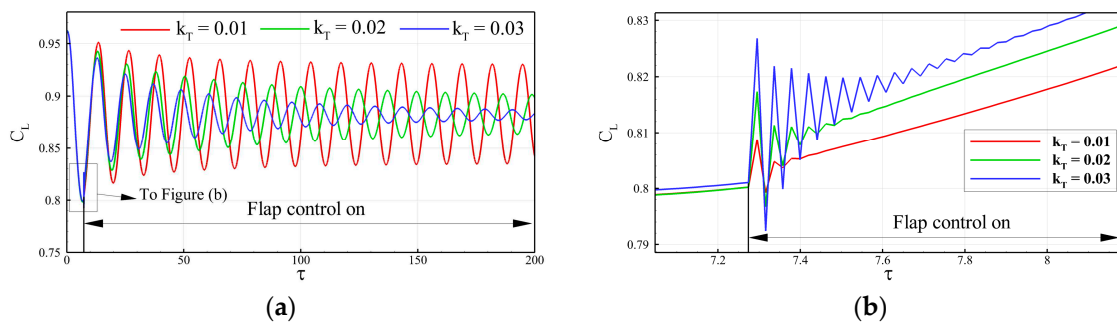 k_T = 0.01 k_T = 0.02 k_T = 0.03
0.95
0.9
C_L
0.85
To Figure (b)
0.8
Flap control on
0.75
0 50 100 150 200
τ
(a)
0.83
0.82
C_L
0.81
k_T − 0.01
k_T = 0.02
k_T = 0.03
0.8
Flap control on
0.79
7.2 7.4 7.6 7.8 8
τ
(b)